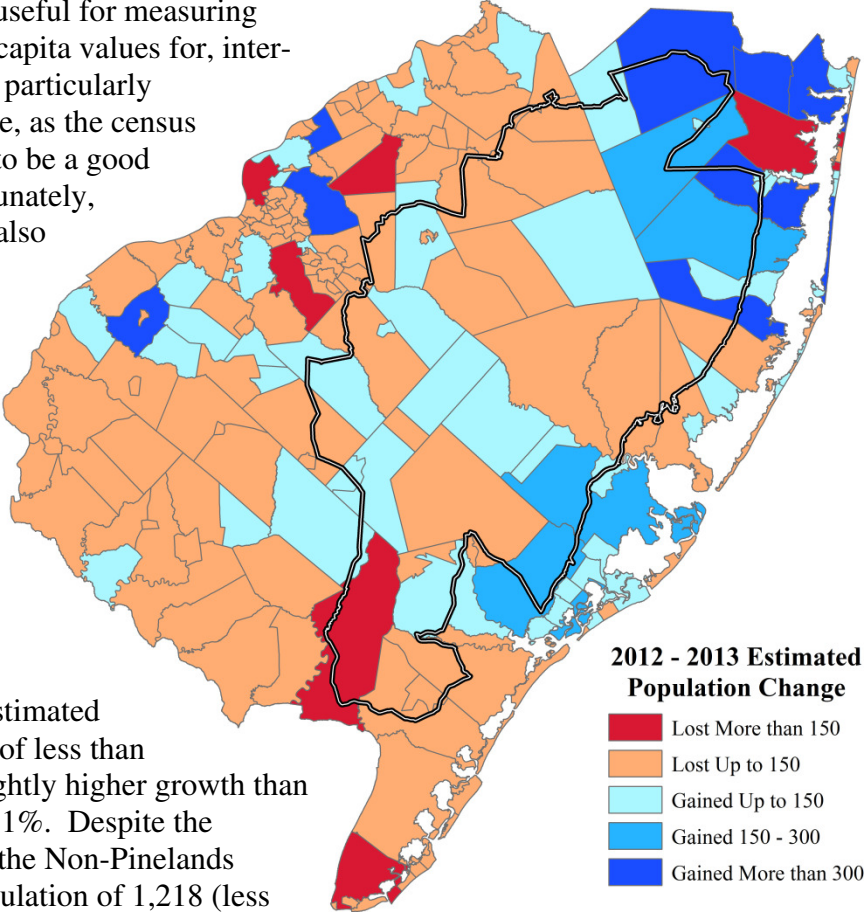 useful for measuring
capita values for, inter-
particularly
e, as the census
to be a good
unately,
also
stimated
of less than
ghtly higher growth than
1%. Despite the
the Non-Pinelands
pulation of 1,218 (less
2012 - 2013 Estimated
Population Change
Lost More than 150
Lost Up to 150
Gained Up to 150
Gained 150 - 300
Gained More than 300